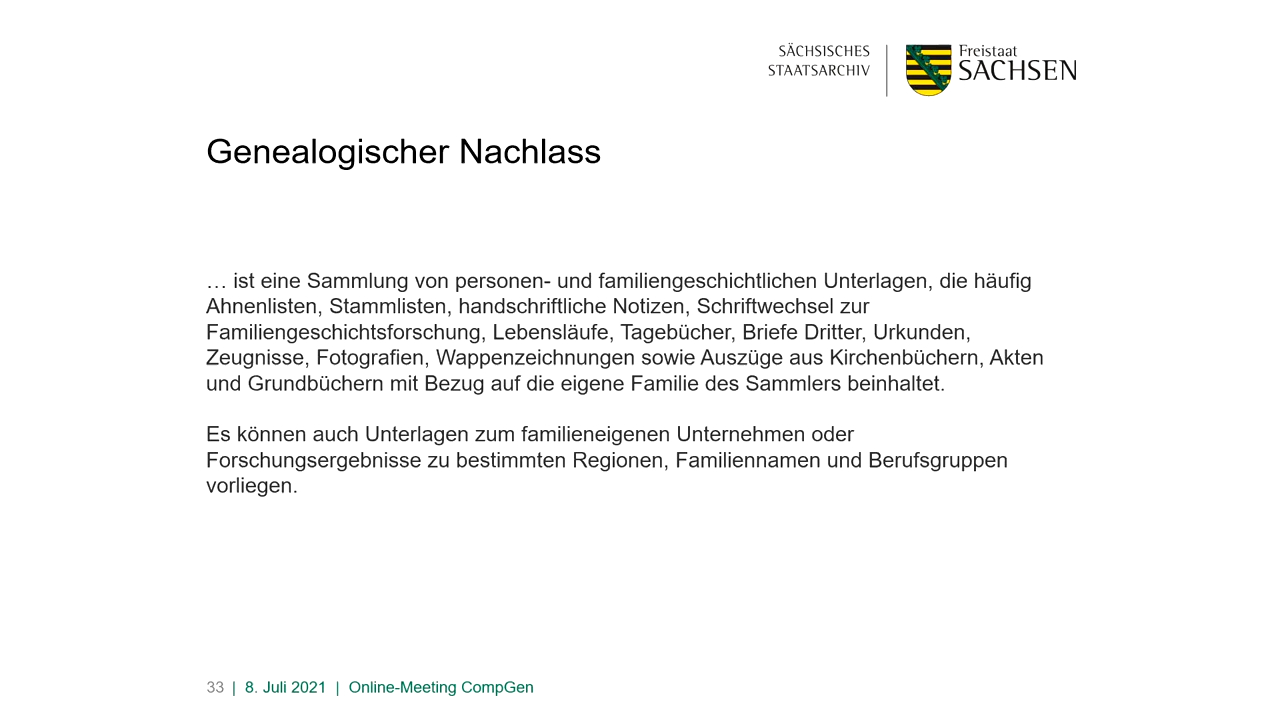 SÄCHSISCHES
STAATSARCHIV
Freistaat
SACHSEN
Genealogischer Nachlass
… ist eine Sammlung von personen- und familiengeschichtlichen Unterlagen, die häufig
Ahnenlisten, Stammlisten, handschriftliche Notizen, Schriftwechsel zur
Familiengeschichtsforschung, Lebensläufe, Tagebücher, Briefe Dritter, Urkunden,
Zeugnisse, Fotografien, Wappenzeichnungen sowie Auszüge aus Kirchenbüchern, Akten
und Grundbüchern mit Bezug auf die eigene Familie des Sammlers beinhaltet.
Es können auch Unterlagen zum familieneigenen Unternehmen oder
Forschungsergebnisse zu bestimmten Regionen, Familiennamen und Berufsgruppen
vorliegen.
33 | 8. Juli 2021 | Online-Meeting CompGen